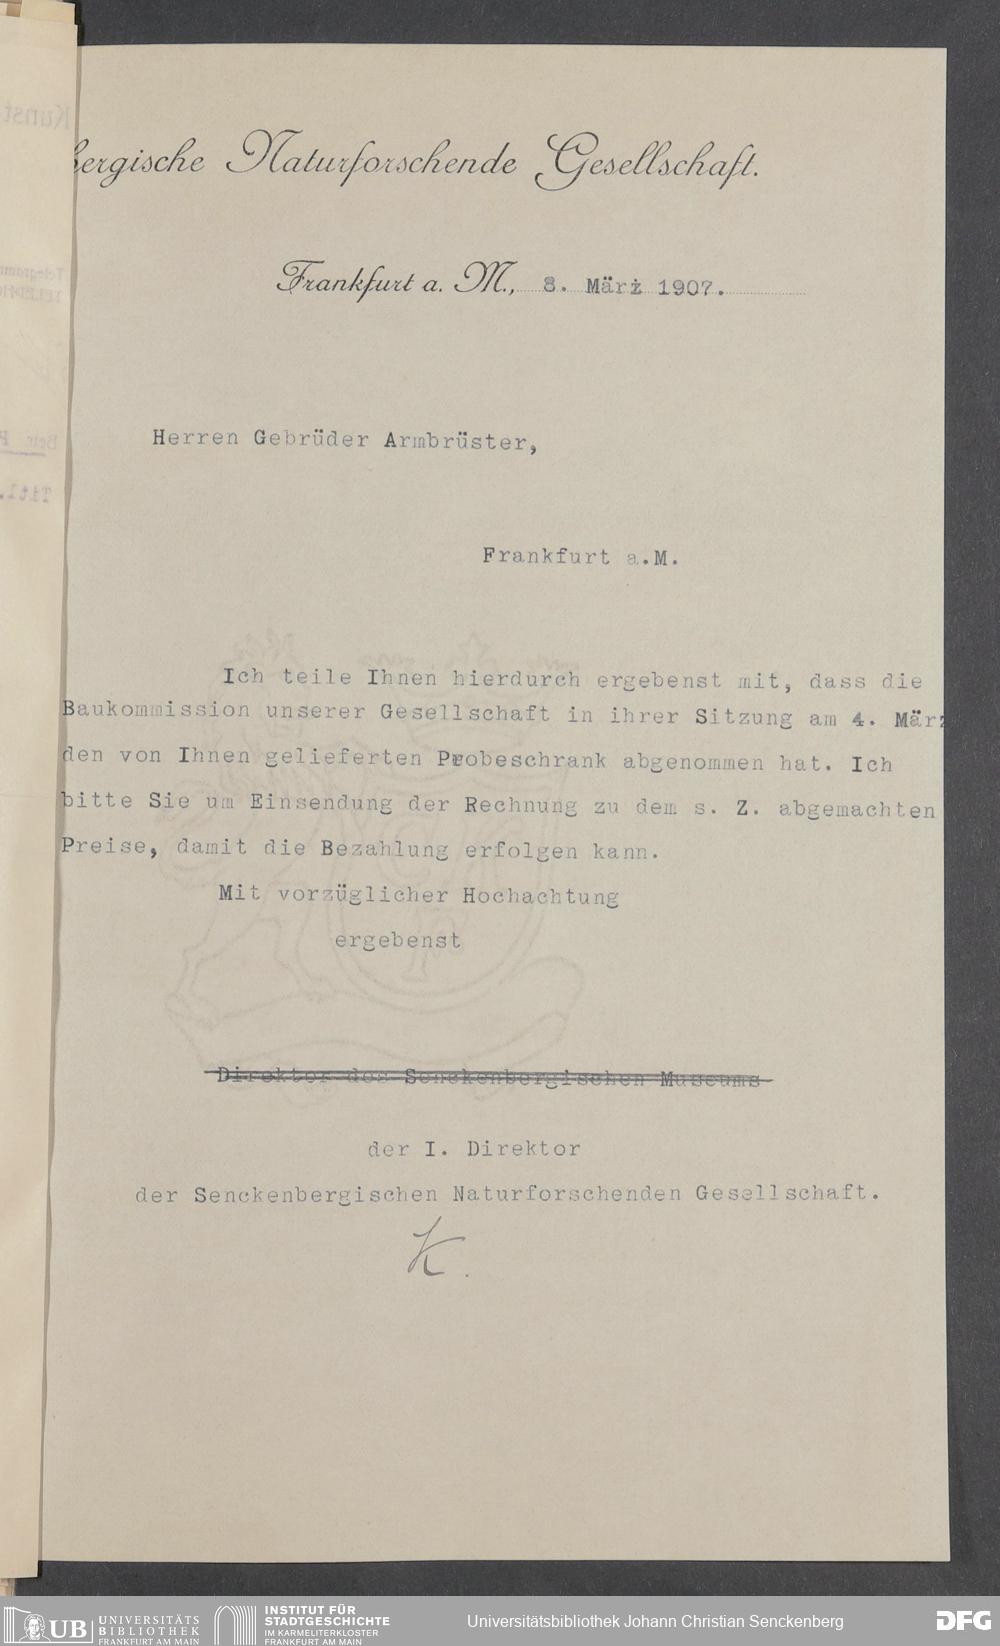 bergische Naturforschende Gesellschaft.
Frankfurt a. M., 8. März 1907.
Herren Gebrüder Armbrüster,
Frankfurt a.M.
Ich teile Ihnen hierdurch ergebenst mit, dass die
Baukommission unserer Gesellschaft in ihrer Sitzung am 4. März
den von Ihnen gelieferten Probeschrank abgenommen hat. Ich
bitte Sie um Einsendung der Rechnung zu dem s. Z. abgemachten
Preise, damit die Bezahlung erfolgen kann.
Mit vorzüglicher Hochachtung
ergebenst
Direktor des Senckenbergischen Museums
der I. Direktor
der Senckenbergischen Naturforschenden Gesellschaft.
K.
UB UNIVERSITÄTS
BIBLIOTHEK
FRANKFURT AM MAIN
INSTITUT FÜR
STADTGESCHICHTE
IM KARMELITERKLOSTER
FRANKFURT AM MAIN
Universitätsbibliothek Johann Christian Senckenberg
DFG